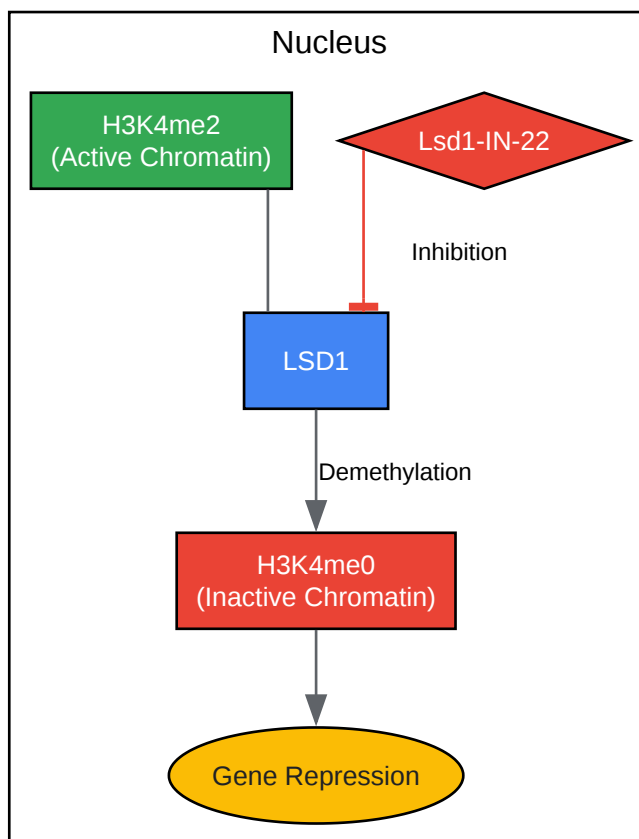 Nucleus
H3K4me2
(Active Chromatin)
Lsd1-IN-22
Inhibition
LSD1
Demethylation
H3K4me0
(Inactive Chromatin)
Gene Repression